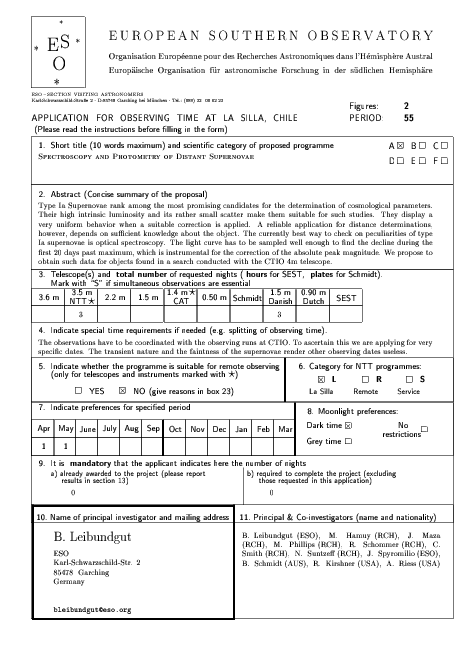 * ES * O *
EUROPEAN SOUTHERN OBSERVATORY
Organisation Européenne pour des Recherches Astronomiques dans l'Hémisphère Austral
Europäische Organisation für astronomische Forschung in der südlichen Hemisphäre
ESO - SECTION VISITING ASTRONOMERS
Karl-Schwarzschild-Straße 2 · D-85748 Garching bei München · Tel.: (089) 32 00 62 23
Figures: 2
APPLICATION FOR OBSERVING TIME AT LA SILLA, CHILE PERIOD: 55
(Please read the instructions before filling in the form)
1. Short title (10 words maximum) and scientific category of proposed programme A ☒ B ☐ C ☐
SPECTROSCOPY AND PHOTOMETRY OF DISTANT SUPERNOVAE
D ☐ E ☐ F ☐
2. Abstract (Concise summary of the proposal)
Type Ia Supernovae rank among the most promising candidates for the determination of cosmological parameters.
Their high intrinsic luminosity and its rather small scatter make them suitable for such studies. They display a
very uniform behavior when a suitable correction is applied. A reliable application for distance determinations,
however, depends on sufficient knowledge about the object. The currently best way to check on peculiarities of type
Ia supernovae is optical spectroscopy. The light curve has to be sampled well enough to find the decline during the
first 20 days past maximum, which is instrumental for the correction of the absolute peak magnitude. We propose to
obtain such data for objects found in a search conducted with the CTIO 4m telescope.
3. Telescope(s) and total number of requested nights ( hours for SEST, plates for Schmidt).
Mark with "S" if simultaneous observations are essential
3.6 m 3.5 m NTT★ 2.2 m 1.5 m 1.4 m★ CAT 0.50 m Schmidt 1.5 m Danish 0.90 m Dutch SEST
3 3
4. Indicate special time requirements if needed (e.g. splitting of observing time).
The observations have to be coordinated with the observing runs at CTIO. To ascertain this we are applying for very
specific dates. The transient nature and the faintness of the supernovae render other observing dates useless.
5. Indicate whether the programme is suitable for remote observing
(only for telescopes and instruments marked with ★)
☐ YES ☒ NO (give reasons in box 23)
6. Category for NTT programmes:
☒ L ☐ R ☐ S
La Silla Remote Service
7. Indicate preferences for specified period
Apr May June July Aug Sep Oct Nov Dec Jan Feb Mar
1 1
8. Moonlight preferences:
Dark time ☒ No restrictions ☐
Grey time ☐
9. It is mandatory that the applicant indicates here the number of nights
a) already awarded to the project (please report
results in section 13)
0
b) required to complete the project (excluding
those requested in this application)
0
10. Name of principal investigator and mailing address
B. Leibundgut
ESO
Karl-Schwarzschild-Str. 2
85478 Garching
Germany
bleibundgut@eso.org
11. Principal & Co-investigators (name and nationality)
B. Leibundgut (ESO), M. Hamuy (RCH), J. Maza
(RCH), M. Phillips (RCH). R. Schommer (RCH), C.
Smith (RCH). N. Suntzeff (RCH), J. Spyromilio (ESO),
B. Schmidt (AUS), R. Kirshner (USA), A. Riess (USA)